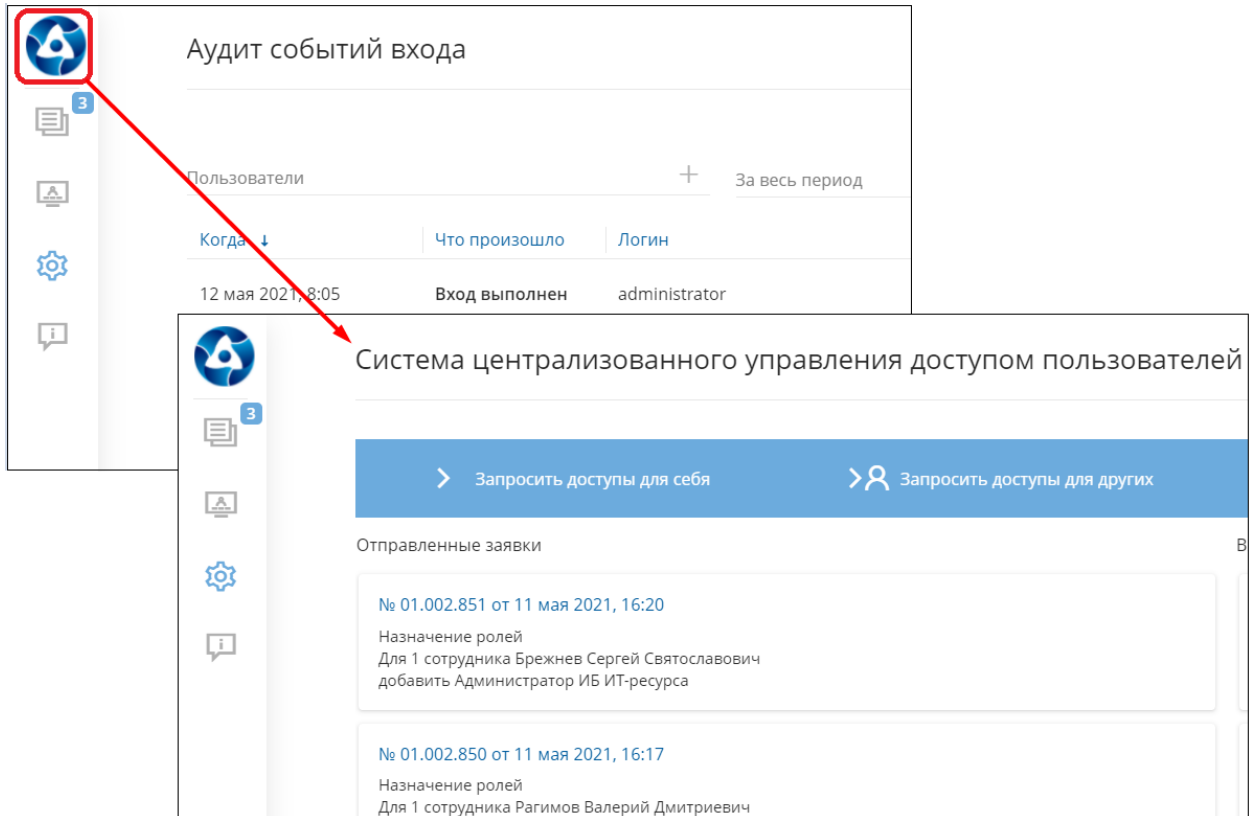 Аудит событий входа
3
Пользователи
За весь период
Когда ↓ Что произошло Логин
12 мая 2021, 8:05 Вход выполнен administrator
Система централизованного управления доступом пользователей
3
Запросить доступы для себя Запросить доступы для других
Отправленные заявки
В
№ 01.002.851 от 11 мая 2021, 16:20
Назначение ролей
Для 1 сотрудника Брежнев Сергей Святославович
добавить Администратор ИБ ИТ-ресурса
№ 01.002.850 от 11 мая 2021, 16:17
Назначение ролей
Для 1 сотрудника Рагимов Валерий Дмитриевич